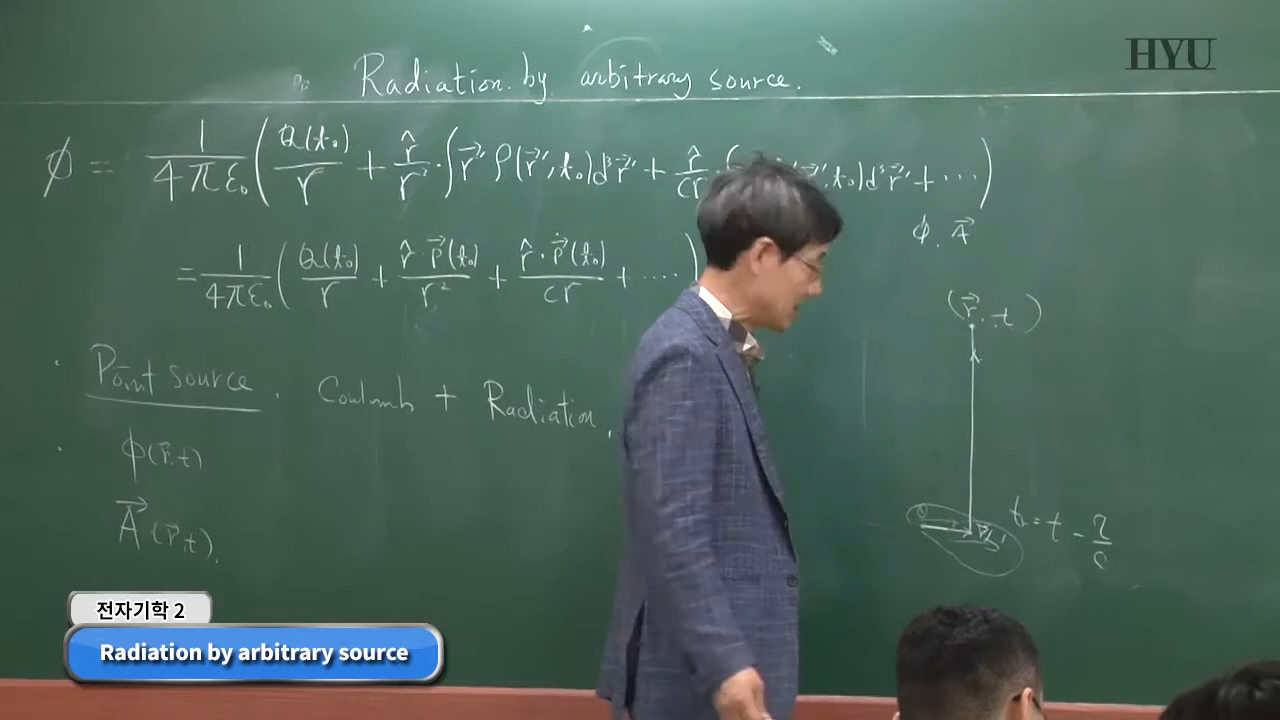 HYU
Radiation by arbitrary source.
φ = 1/4πε₀ ( Q(t₀)/r + r̂/r² · ∫ r⃗′ ρ(r⃗′, t₀) d³r⃗′ + r̂/cr · ∫ ′, t₀) d³r⃗′ + ⋯ )
φ. A⃗
= 1/4πε₀ ( Q(t₀)/r + r̂·p⃗(t₀)/r² + r̂·ṗ⃗(t₀)/cr + ⋯⋯ )
(r⃗, t)
· Point source. Coulomb + Radiation.
· φ(r⃗,t)
A⃗(r⃗,t).
= t -
전자기학 2
Radiation by arbitrary source